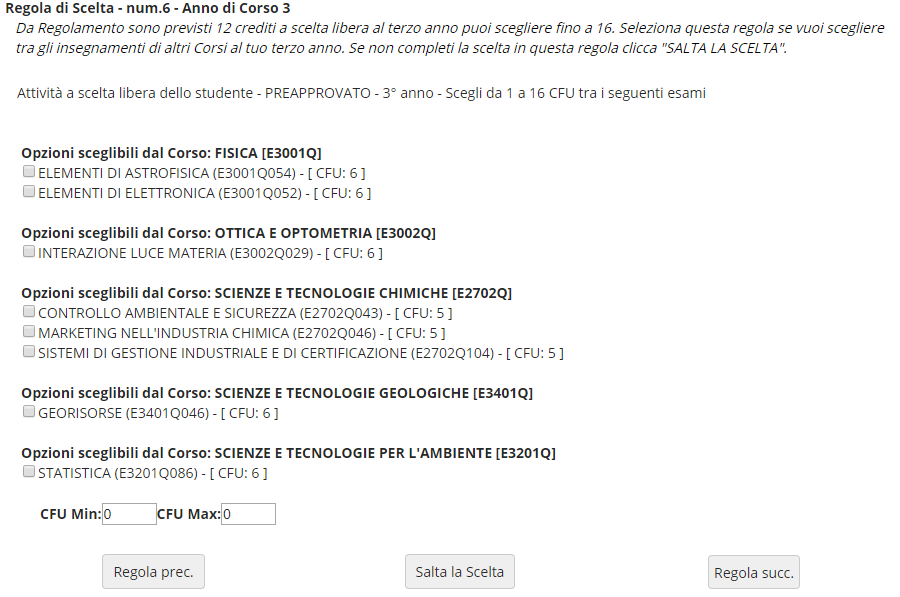 Regola di Scelta - num.6 - Anno di Corso 3
Da Regolamento sono previsti 12 crediti a scelta libera al terzo anno puoi scegliere fino a 16. Seleziona questa regola se vuoi scegliere
tra gli insegnamenti di altri Corsi al tuo terzo anno. Se non completi la scelta in questa regola clicca "SALTA LA SCELTA".
Attività a scelta libera dello studente - PREAPPROVATO - 3° anno - Scegli da 1 a 16 CFU tra i seguenti esami
Opzioni sceglibili dal Corso: FISICA [E3001Q]
ELEMENTI DI ASTROFISICA (E3001Q054) - [ CFU: 6 ]
ELEMENTI DI ELETTRONICA (E3001Q052) - [ CFU: 6 ]
Opzioni sceglibili dal Corso: OTTICA E OPTOMETRIA [E3002Q]
INTERAZIONE LUCE MATERIA (E3002Q029) - [ CFU: 6 ]
Opzioni sceglibili dal Corso: SCIENZE E TECNOLOGIE CHIMICHE [E2702Q]
CONTROLLO AMBIENTALE E SICUREZZA (E2702Q043) - [ CFU: 5 ]
MARKETING NELL'INDUSTRIA CHIMICA (E2702Q046) - [ CFU: 5 ]
SISTEMI DI GESTIONE INDUSTRIALE E DI CERTIFICAZIONE (E2702Q104) - [ CFU: 5 ]
Opzioni sceglibili dal Corso: SCIENZE E TECNOLOGIE GEOLOGICHE [E3401Q]
GEORISORSE (E3401Q046) - [ CFU: 6 ]
Opzioni sceglibili dal Corso: SCIENZE E TECNOLOGIE PER L'AMBIENTE [E3201Q]
STATISTICA (E3201Q086) - [ CFU: 6 ]
CFU Min: 0 CFU Max: 0
Regola prec. Salta la Scelta Regola succ.